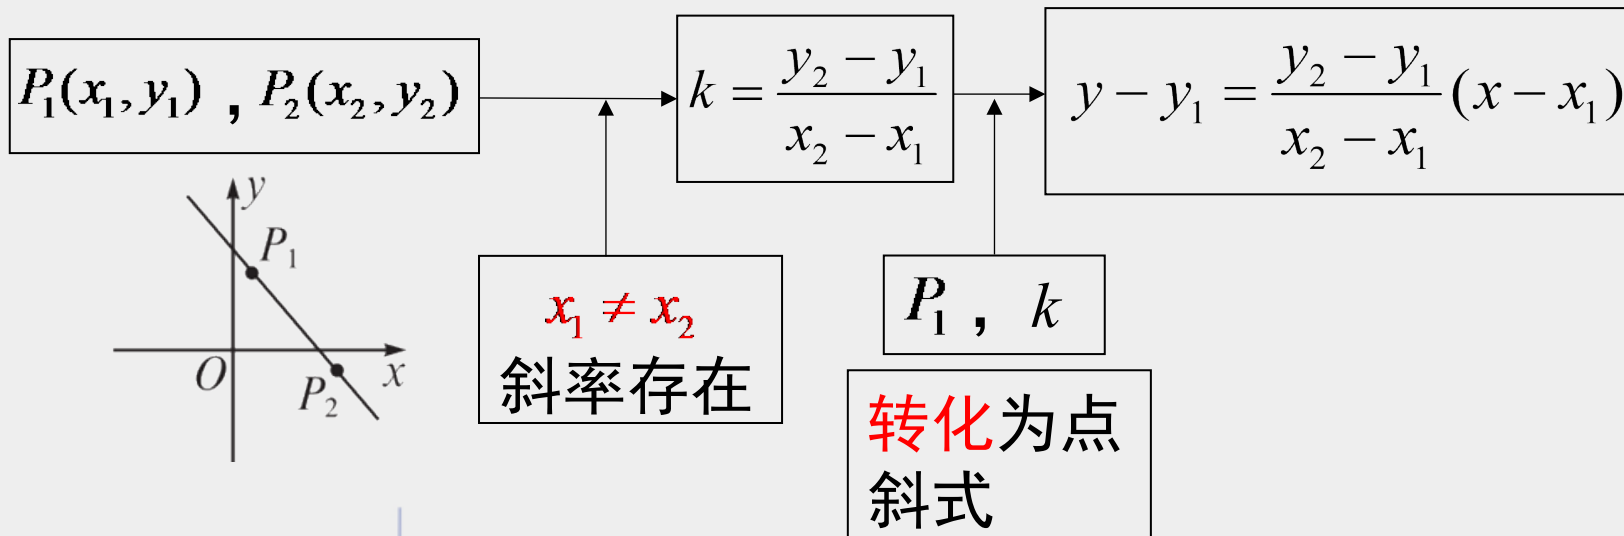 P₁(x₁, y₁) , P₂(x₂, y₂)
k = (y₂ − y₁)/(x₂ − x₁)
y − y₁ = (y₂ − y₁)/(x₂ − x₁) (x − x₁)
y
P₁
O
x
P₂
x₁ ≠ x₂
斜率存在
P₁ , k
转化为点
斜式